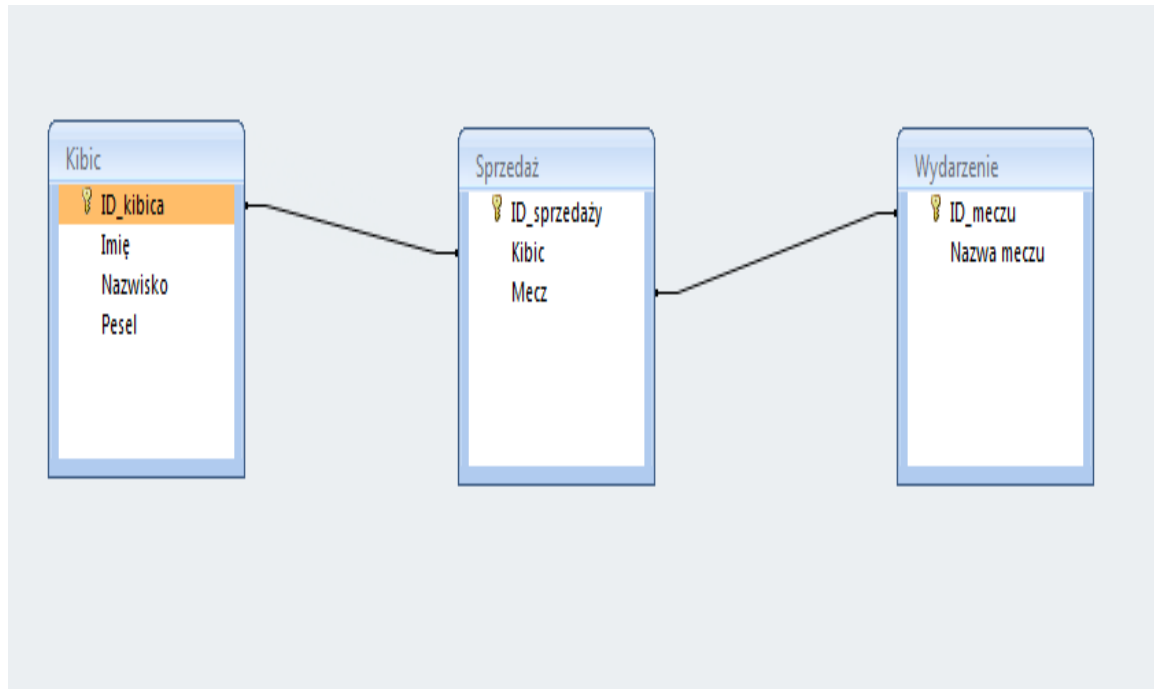 Kibic
ID_kibica
Imię
Nazwisko
Pesel
Sprzedaż
ID_sprzedaży
Kibic
Mecz
Wydarzenie
ID_meczu
Nazwa meczu